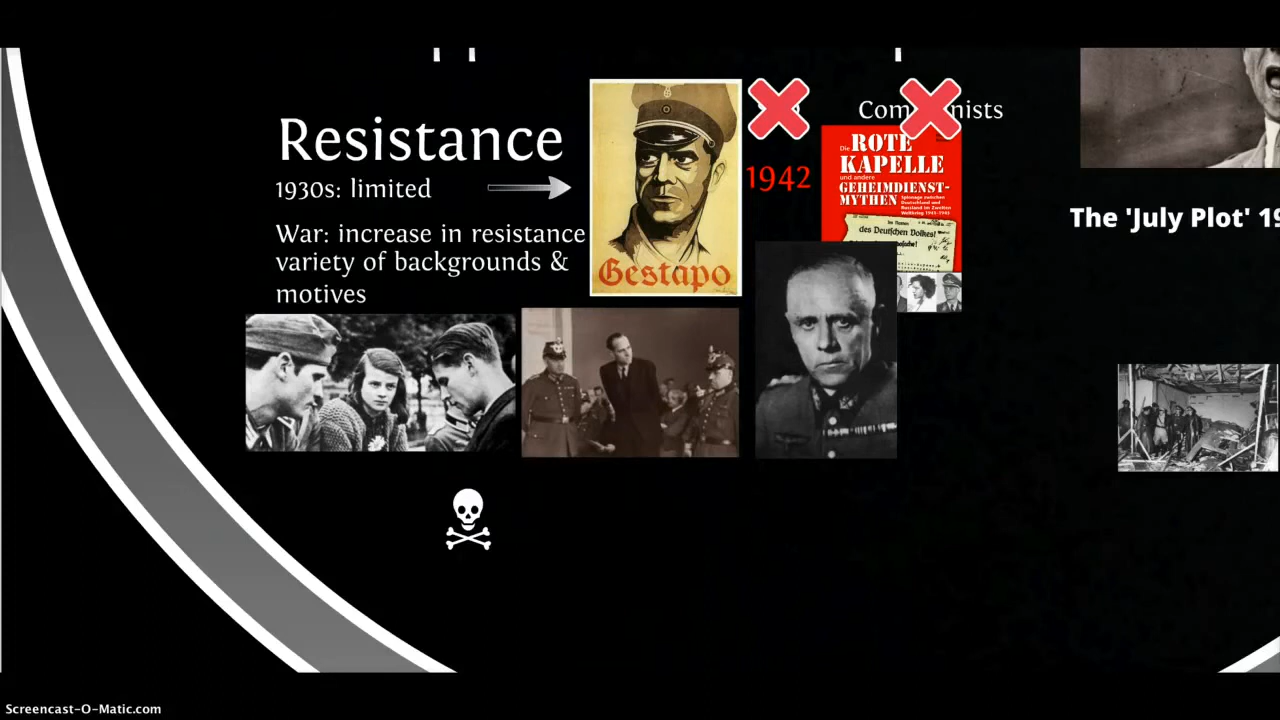 Resistance
1930s: limited
War: increase in resistance
variety of backgrounds &
motives
Gestapo
1942
Die ROTE
KAPELLE
und andere
GEHEIMDIENST-
MYTHEN
Spionage zwischen
Deutschland und
Russland im Zweiten
Weltkrieg 1941-1945
Im Namen
des Deutschen Volkes!
The 'July Plot' 19
Screencast-O-Matic.com